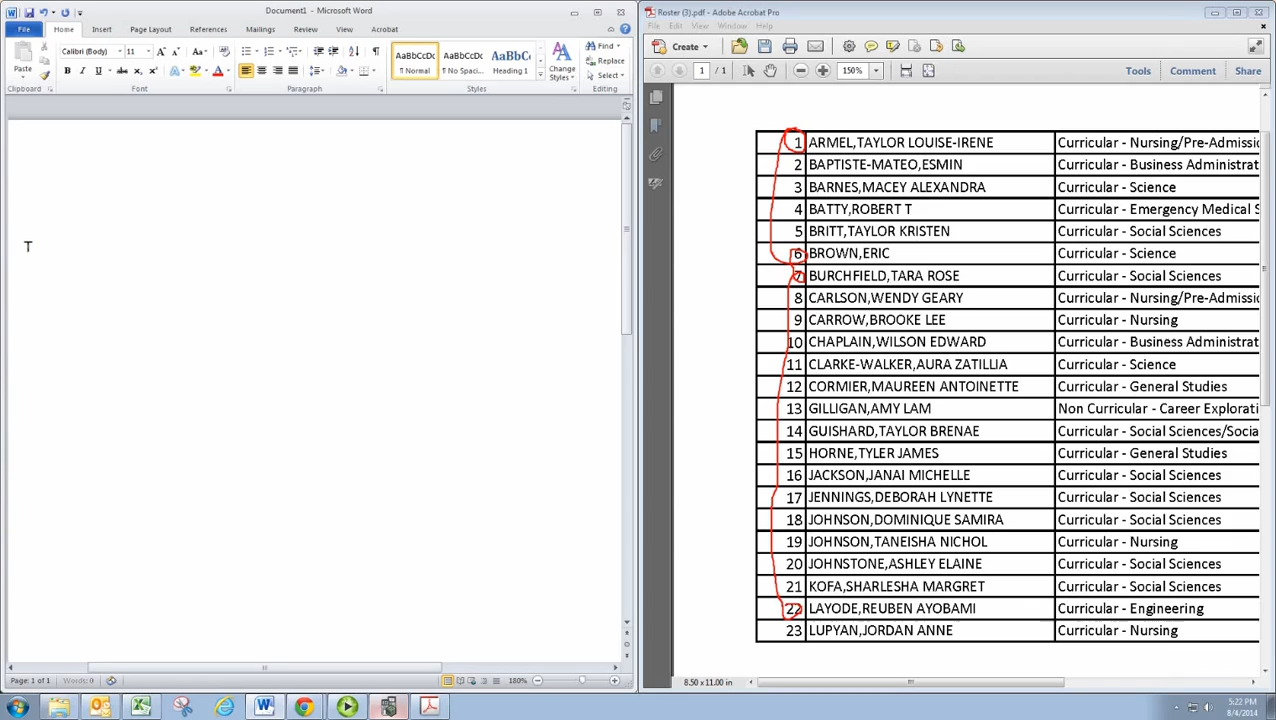 Document1 - Microsoft Word
File Home Insert Page Layout References Mailings Review View Acrobat
Calibri (Body) 11 A A Aa
Paste B I U abc x₂ x² A A
AaBbCcDc AaBbCcDc AaBbCc
¶ Normal ¶ No Spaci... Heading 1
Change Styles
Find
Replace
Select
Clipboard Font Paragraph Styles Editing
T
Page: 1 of 1 Words: 0 180%
Roster (3).pdf - Adobe Acrobat Pro
File Edit View Window Help
Create
1 / 1 150% Tools Comment Share
1 ARMEL,TAYLOR LOUISE-IRENE Curricular - Nursing/Pre-Admissic
2 BAPTISTE-MATEO,ESMIN Curricular - Business Administrat
3 BARNES,MACEY ALEXANDRA Curricular - Science
4 BATTY,ROBERT T Curricular - Emergency Medical S
5 BRITT,TAYLOR KRISTEN Curricular - Social Sciences
6 BROWN,ERIC Curricular - Science
7 BURCHFIELD,TARA ROSE Curricular - Social Sciences
8 CARLSON,WENDY GEARY Curricular - Nursing/Pre-Admissic
9 CARROW,BROOKE LEE Curricular - Nursing
10 CHAPLAIN,WILSON EDWARD Curricular - Business Administrat
11 CLARKE-WALKER,AURA ZATILLIA Curricular - Science
12 CORMIER,MAUREEN ANTOINETTE Curricular - General Studies
13 GILLIGAN,AMY LAM Non Curricular - Career Explorati
14 GUISHARD,TAYLOR BRENAE Curricular - Social Sciences/Socia
15 HORNE,TYLER JAMES Curricular - General Studies
16 JACKSON,JANAI MICHELLE Curricular - Social Sciences
17 JENNINGS,DEBORAH LYNETTE Curricular - Social Sciences
18 JOHNSON,DOMINIQUE SAMIRA Curricular - Social Sciences
19 JOHNSON,TANEISHA NICHOL Curricular - Nursing
20 JOHNSTONE,ASHLEY ELAINE Curricular - Social Sciences
21 KOFA,SHARLESHA MARGRET Curricular - Social Sciences
22 LAYODE,REUBEN AYOBAMI Curricular - Engineering
23 LUPYAN,JORDAN ANNE Curricular - Nursing
8.50 x 11.00 in
5:22 PM
8/4/2014